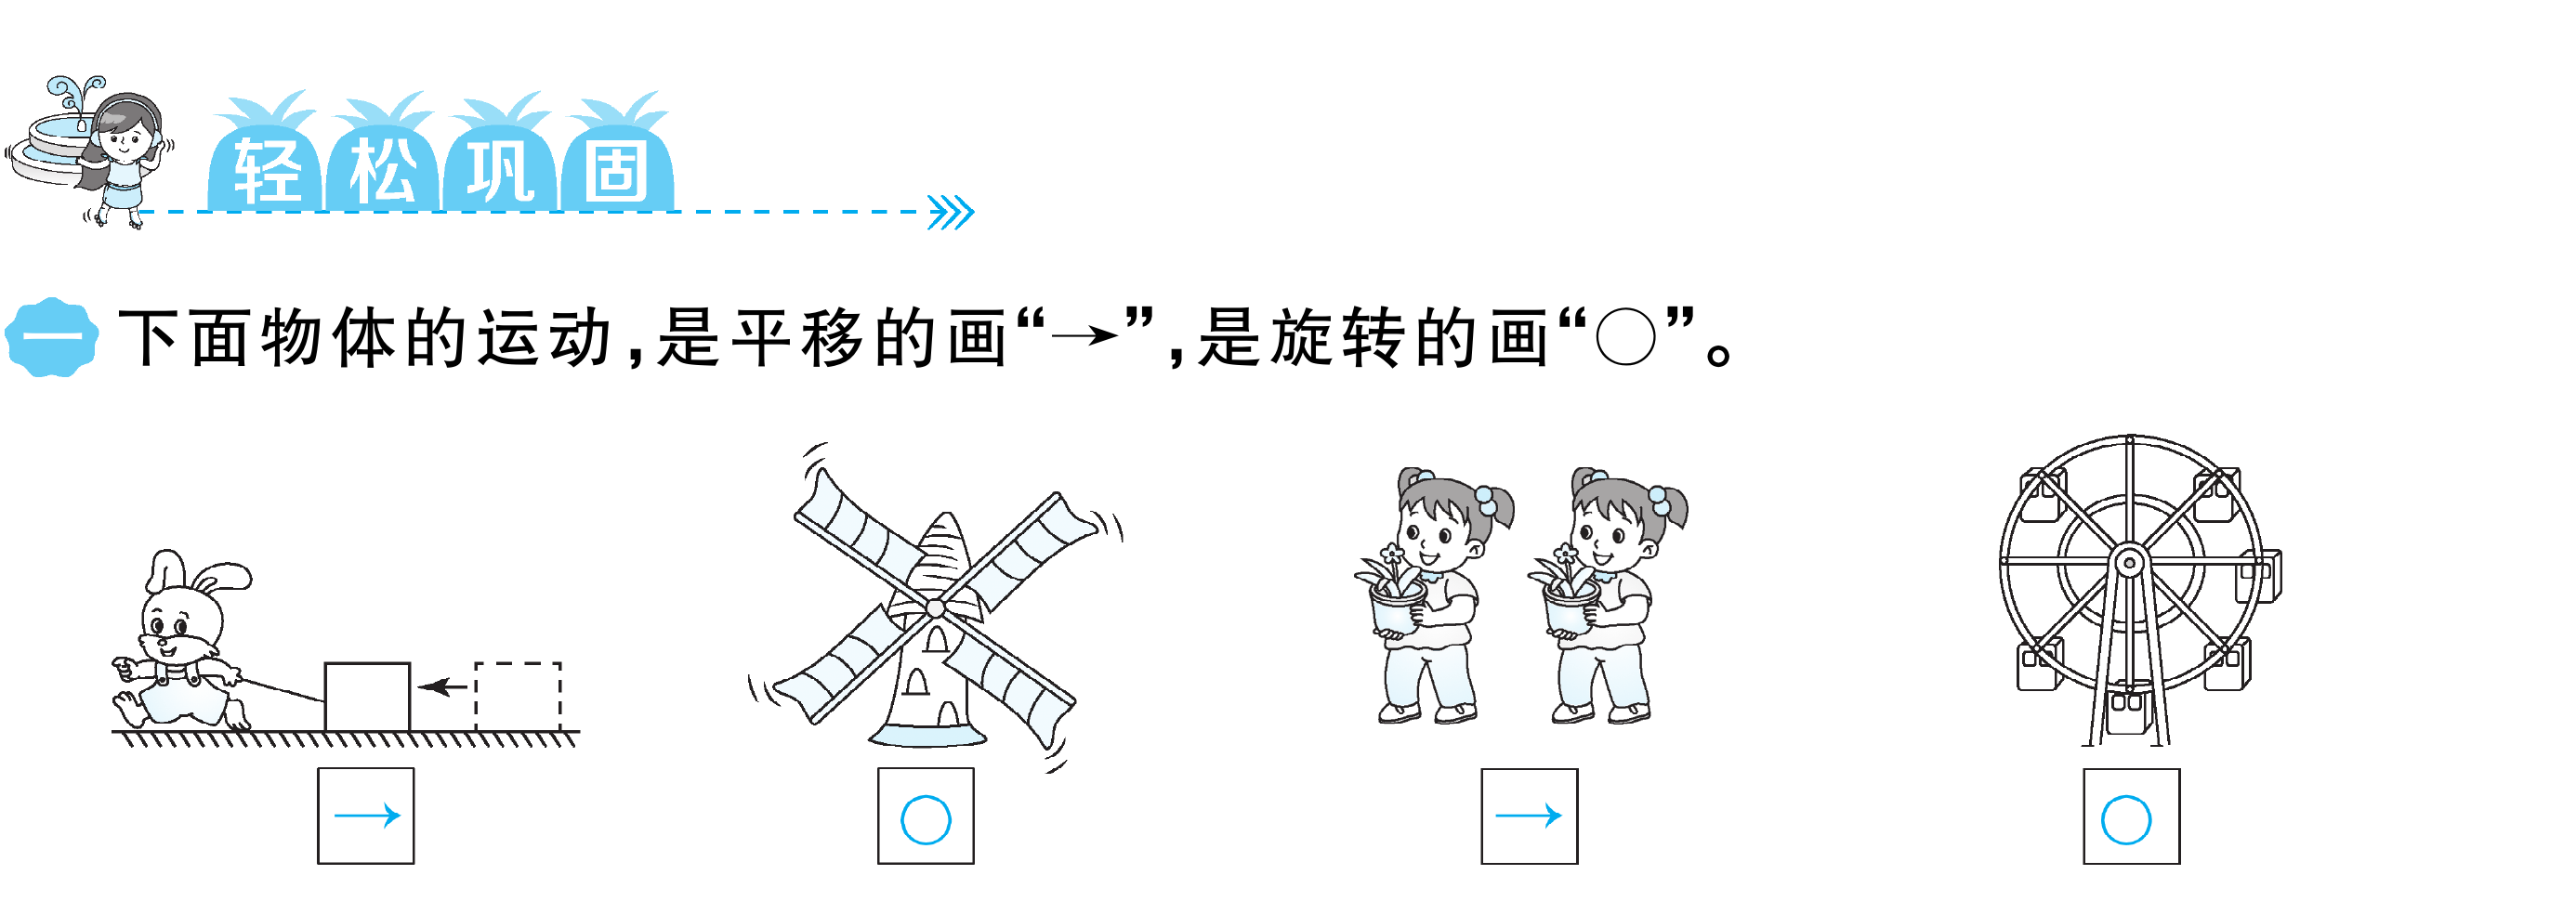 轻松巩固
一 下面物体的运动,是平移的画“→”,是旋转的画“○”。
→ ○ → ○